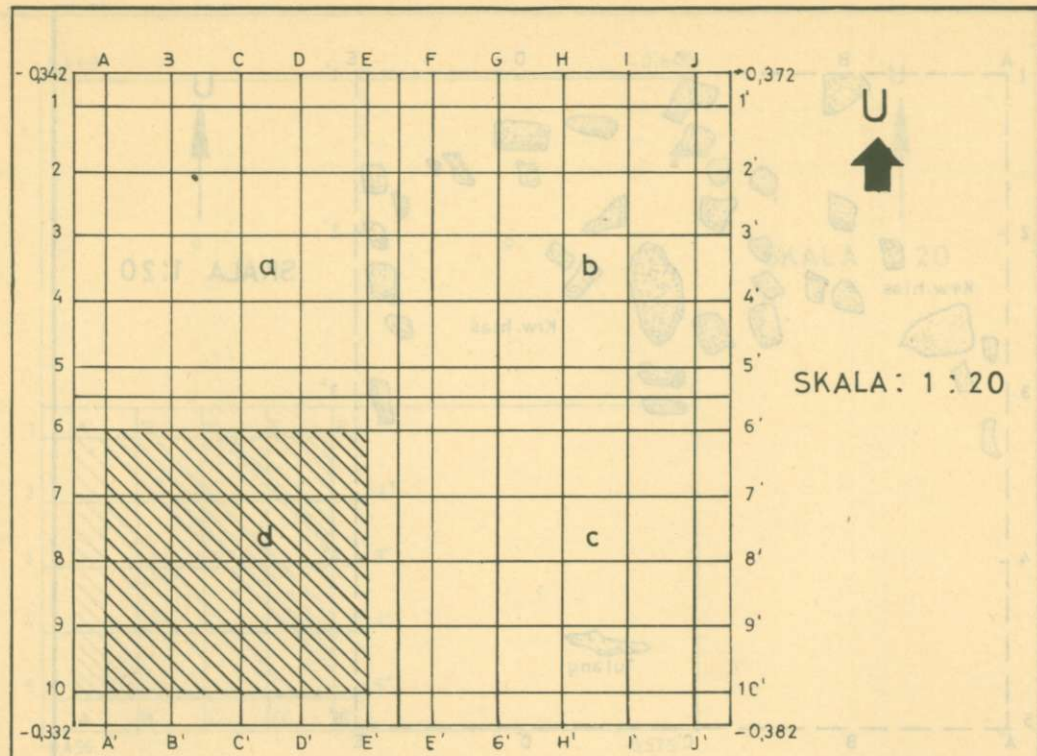 A B C D E F G H I J
-0,342
-0,372
1 1'
2 2'
3 3'
4 4'
5 5'
6 6'
7 7'
8 8'
9 9'
10 10'
a b
d c
-0,332
-0,382
A' B' C' D' E' E' G' H' I' J'
U
SKALA : 1 : 20